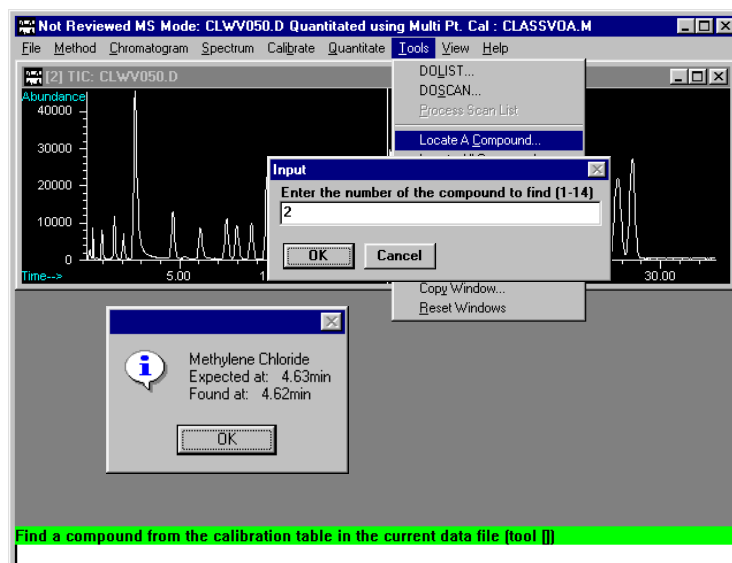 Not Reviewed MS Mode: CLWV050.D Quantitated using Multi Pt. Cal : CLASSVOA.M
File Method Chromatogram Spectrum Calibrate Quantitate Tools View Help
[2] TIC: CLWV050.D
DOLIST...
DOSCAN...
Process Scan List
Locate A Compound...
Abundance
40000
30000
20000
10000
0
Time-->
5.00
1
30.00
Input
Enter the number of the compound to find (1-14)
2
OK Cancel
Copy Window...
Reset Windows
Methylene Chloride
Expected at: 4.63min
Found at: 4.62min
OK
Find a compound from the calibration table in the current data file (tool [])